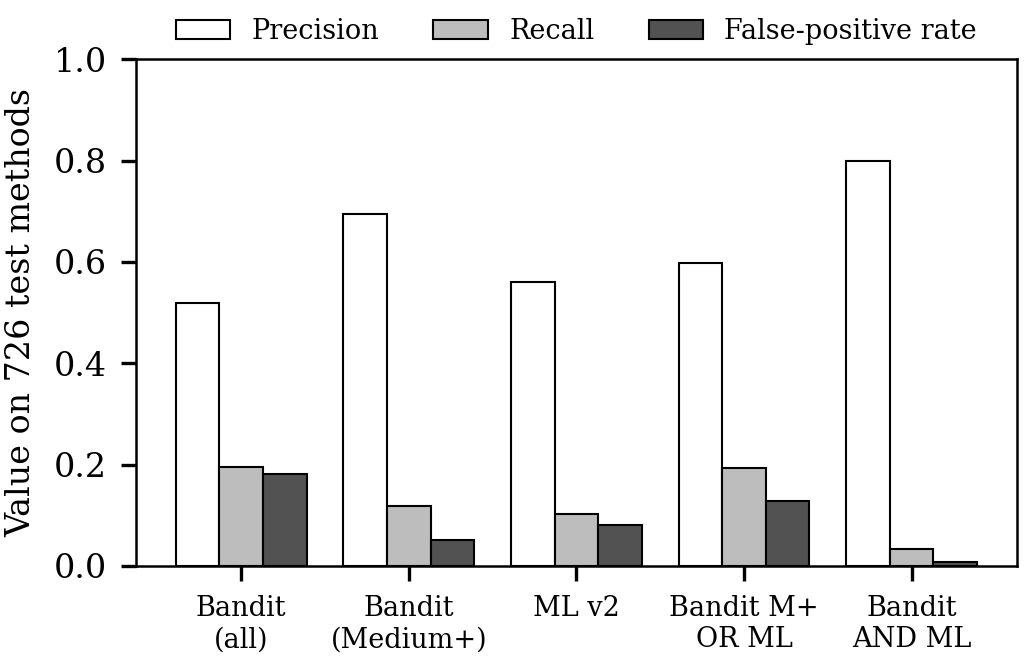 Precision Recall False-positive rate
Value on 726 test methods
1.0
0.8
0.6
0.4
0.2
0.0
Bandit (all)
Bandit (Medium+)
ML v2
Bandit M+ OR ML
Bandit AND ML